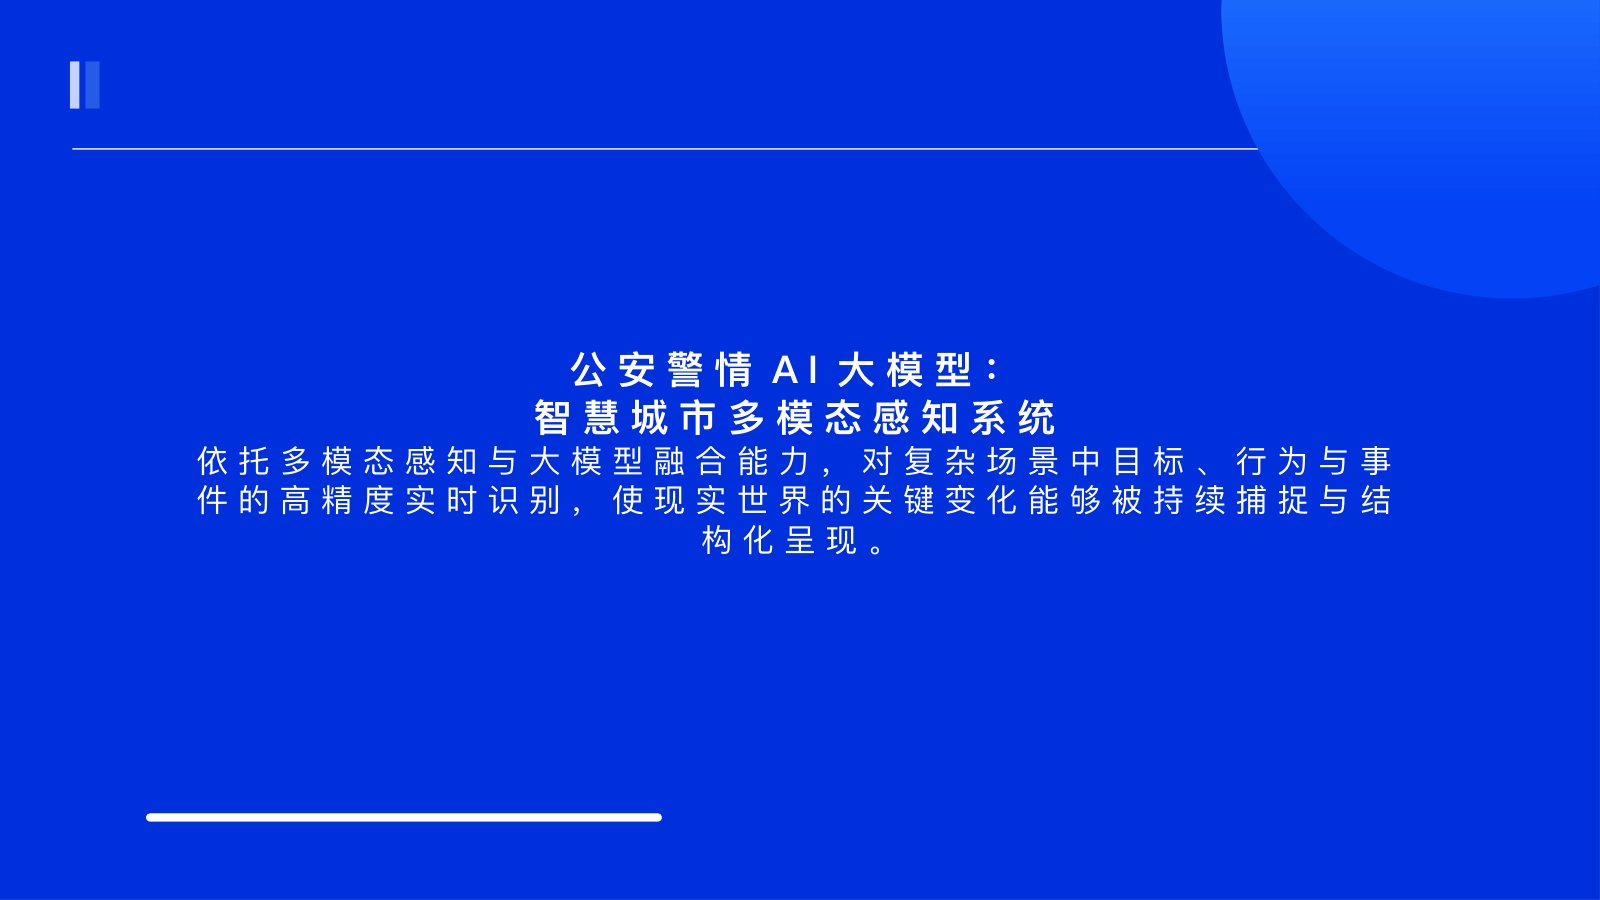 公安警情 AI 大模型：
智慧城市多模态感知系统
依托多模态感知与大模型融合能力，对复杂场景中目标、行为与事
件的高精度实时识别，使现实世界的关键变化能够被持续捕捉与结
构化呈现。